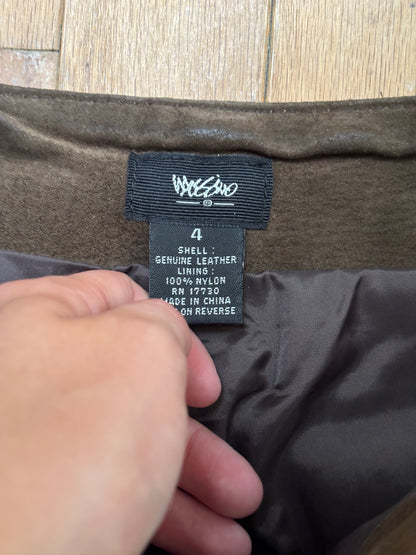 mossimo
4
SHELL :
GENUINE LEATHER
LINING :
100% NYLON
RN 17730
MADE IN CHINA
ON REVERSE